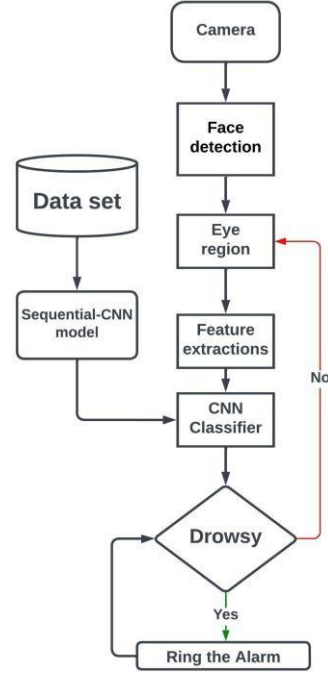 Camera
Face
detection
Data set
Eye
region
Sequential-CNN
model
Feature
extractions
No
CNN
Classifier
Drowsy
Yes
Ring the Alarm